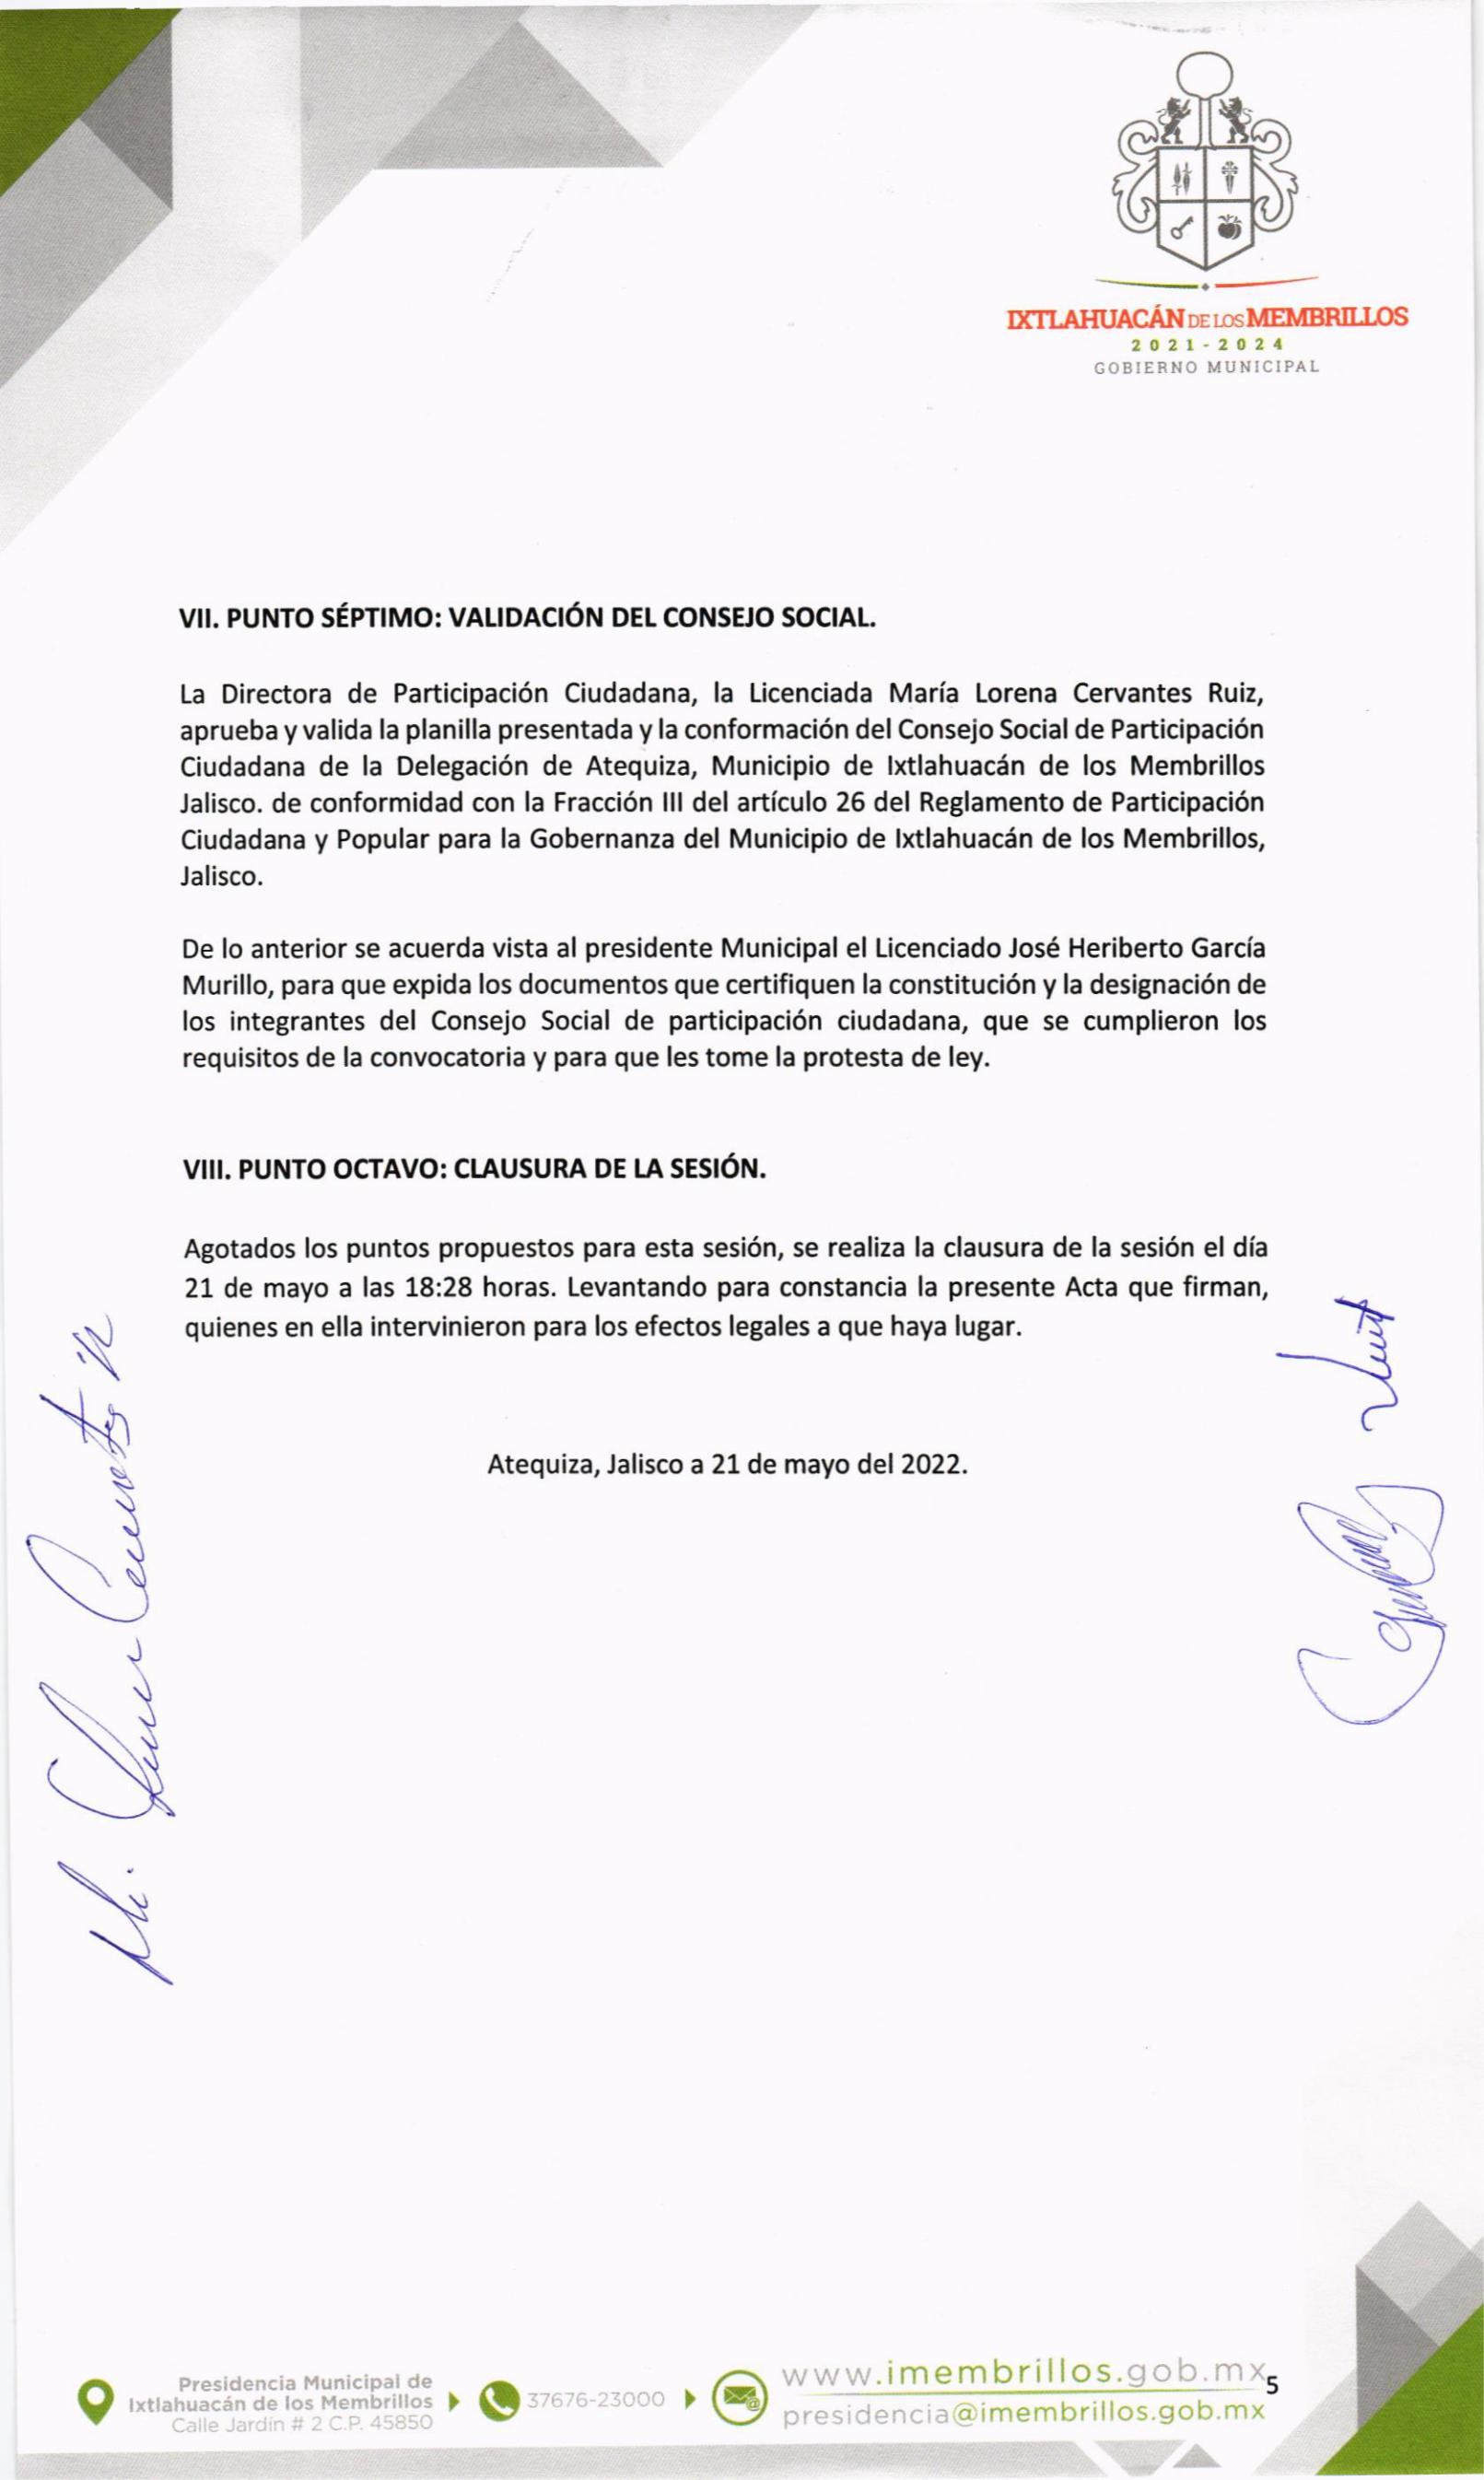 IXTLAHUACÁN DE LOS MEMBRILLOS
2021-2024
GOBIERNO MUNICIPAL
VII. PUNTO SÉPTIMO: VALIDACIÓN DEL CONSEJO SOCIAL.
La Directora de Participación Ciudadana, la Licenciada María Lorena Cervantes Ruiz,
aprueba y valida la planilla presentada y la conformación del Consejo Social de Participación
Ciudadana de la Delegación de Atequiza, Municipio de Ixtlahuacán de los Membrillos
Jalisco. de conformidad con la Fracción III del artículo 26 del Reglamento de Participación
Ciudadana y Popular para la Gobernanza del Municipio de Ixtlahuacán de los Membrillos,
Jalisco.
De lo anterior se acuerda vista al presidente Municipal el Licenciado José Heriberto García
Murillo, para que expida los documentos que certifiquen la constitución y la designación de
los integrantes del Consejo Social de participación ciudadana, que se cumplieron los
requisitos de la convocatoria y para que les tome la protesta de ley.
VIII. PUNTO OCTAVO: CLAUSURA DE LA SESIÓN.
Agotados los puntos propuestos para esta sesión, se realiza la clausura de la sesión el día
21 de mayo a las 18:28 horas. Levantando para constancia la presente Acta que firman,
quienes en ella intervinieron para los efectos legales a que haya lugar.
Atequiza, Jalisco a 21 de mayo del 2022.
Presidencia Municipal de
Ixtlahuacán de los Membrillos
Calle Jardín # 2 C.P. 45850
37676-23000
www.imembrillos.gob.mx
presidencia@imembrillos.gob.mx
5